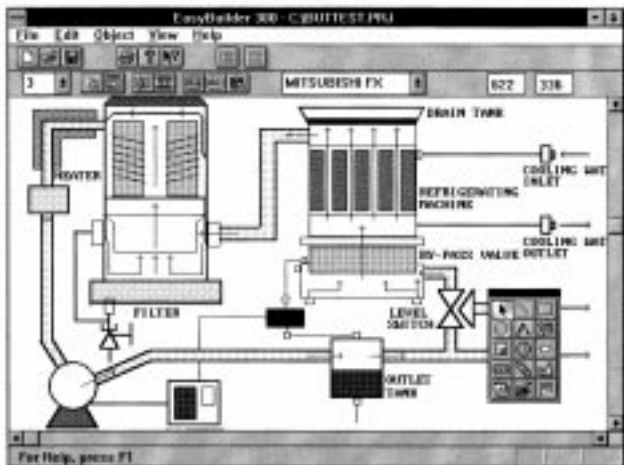 EasyBuilder 300 - C:\BUTTEST.PRJ
File Edit Object View Help
3
MITSUBISHI FX
622
336
DRAIN TANK
HEATER
COOLING WAT
INLET
REFRIGERATING
MACHINE
COOLING WAT
OUTLET
BY-PASS VALVE
FILTER
LEVEL
SWITCH
OUTLET
TANK
For Help, press F1